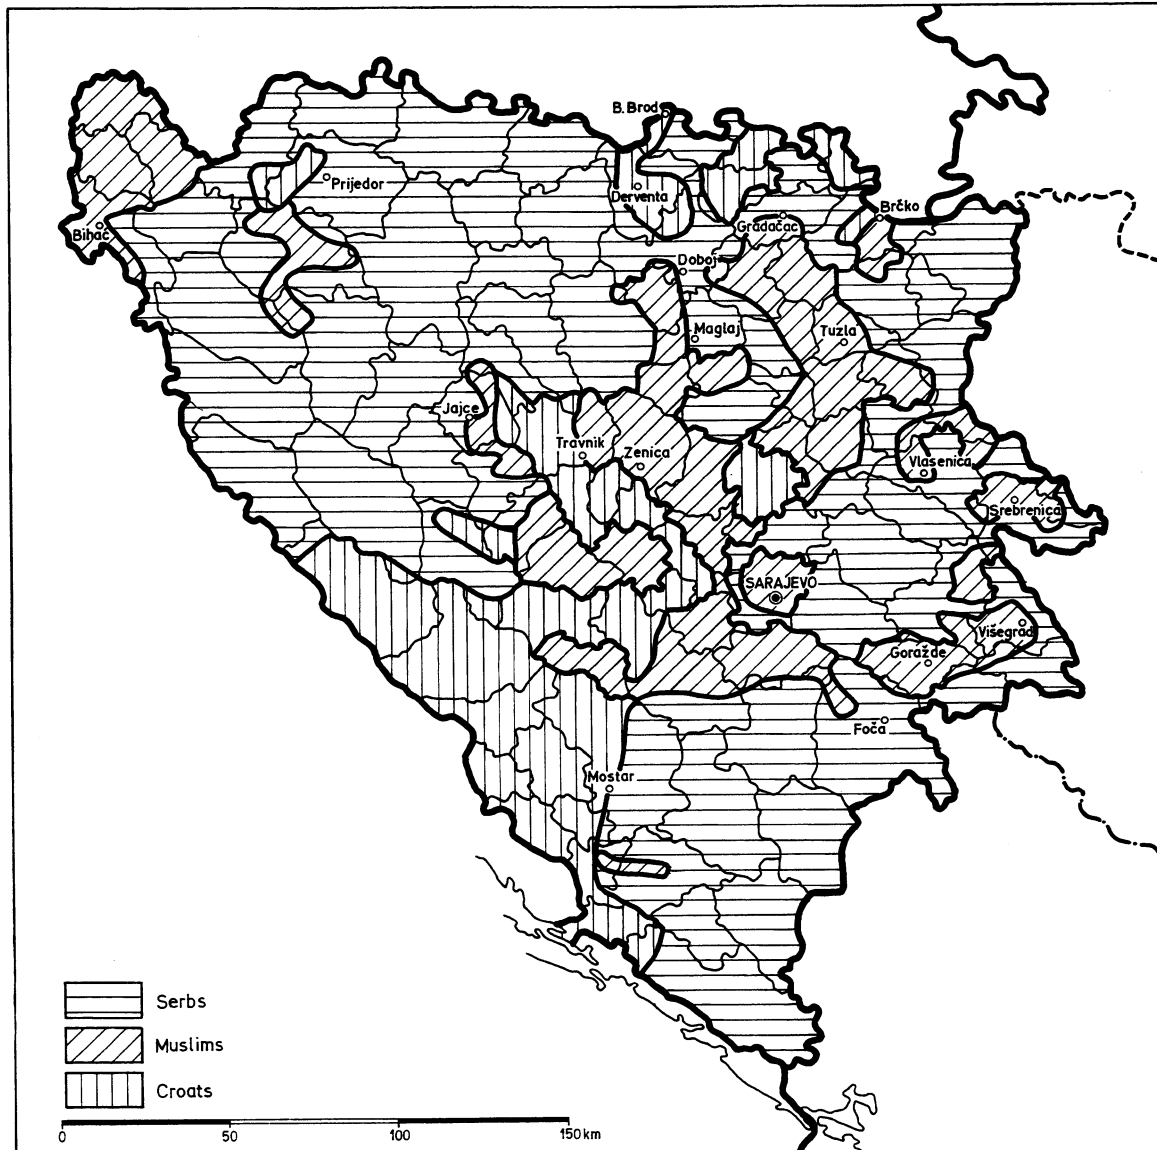 B. Brod
Prijedor
Derventa
Brčko
Gradačac
Bihać
Doboj
Maglaj
Tuzla
Jajce
Travnik
Zenica
Vlasenica
Srebrenica
SARAJEVO
Višegrad
Goražde
Foča
Mostar
Serbs
Muslims
Croats
0 50 100 150 km